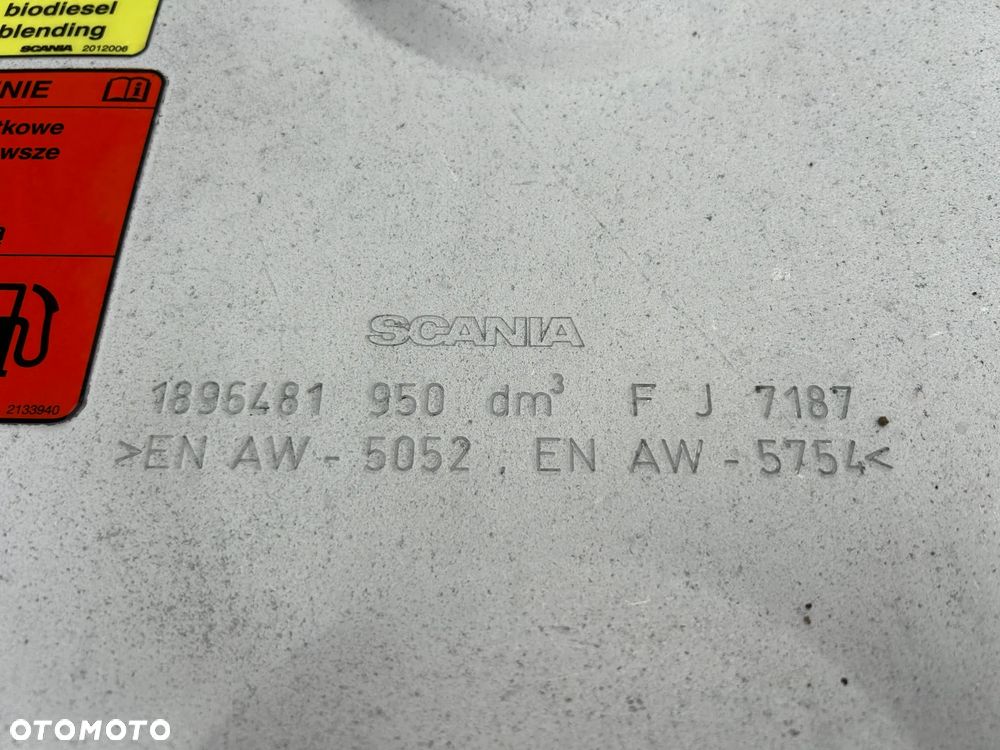 biodiesel
blending
SCANIA 2012006
NIE
tkowe
wsze
ą
2133940
SCANIA
1896481 950 dm³ F J 7187
>EN AW - 5052 , EN AW - 5754<
OTOMOTO